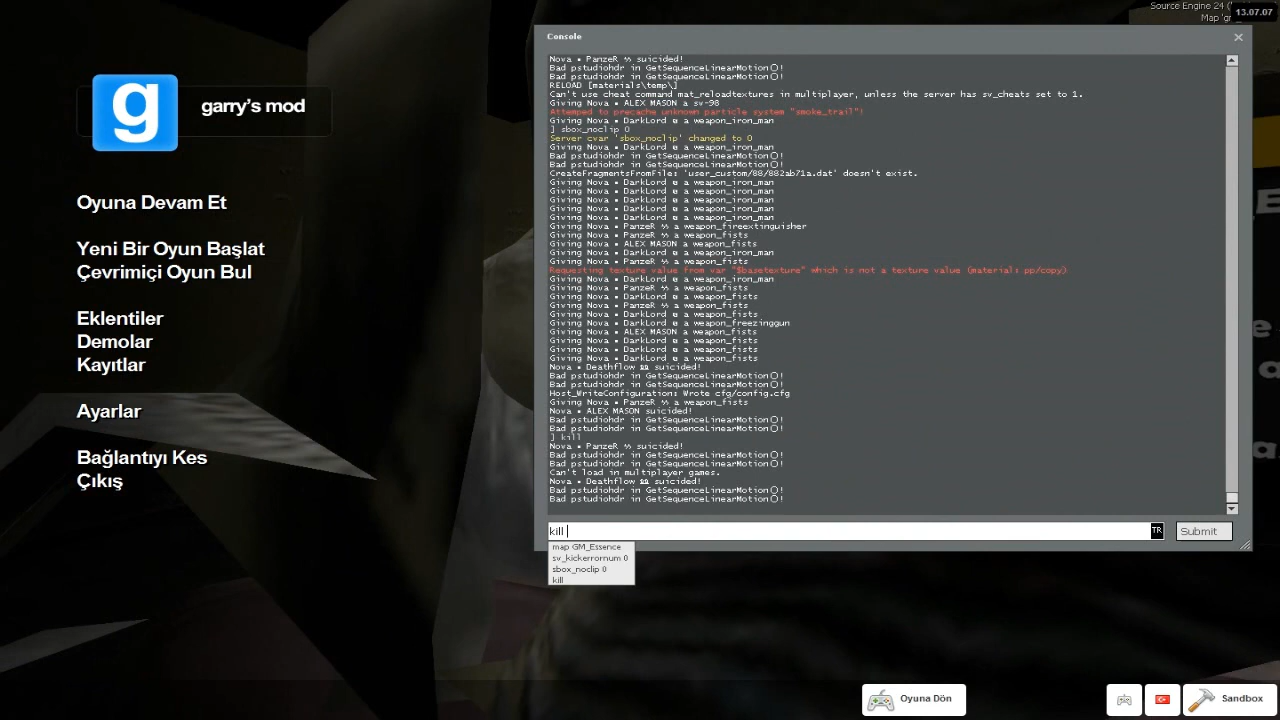 Source Engine 24 (
13.07.07
Map 'gr
garry's mod
Oyuna Devam Et
Yeni Bir Oyun Başlat
Çevrimiçi Oyun Bul
Eklentiler
Demolar
Kayıtlar
Ayarlar
Bağlantıyı Kes
Çıkış
Console
Nova ▪ PanzeR suicided!
Bad pstudiohdr in GetSequenceLinearMotion()!
Bad pstudiohdr in GetSequenceLinearMotion()!
RELOAD [materials\temp\]
Can't use cheat command mat_reloadtextures in multiplayer, unless the server has sv_cheats set to 1.
Giving Nova ▪ ALEX MASON a sv-98
Attemped to precache unknown particle system "smoke_trail"!
Giving Nova ▪ DarkLord a weapon_iron_man
] sbox_noclip 0
Server cvar 'sbox_noclip' changed to 0
Giving Nova ▪ DarkLord a weapon_iron_man
Bad pstudiohdr in GetSequenceLinearMotion()!
Bad pstudiohdr in GetSequenceLinearMotion()!
CreateFragmentsFromFile: 'user_custom/88/882ab71a.dat' doesn't exist.
Giving Nova ▪ DarkLord a weapon_iron_man
Giving Nova ▪ DarkLord a weapon_iron_man
Giving Nova ▪ DarkLord a weapon_iron_man
Giving Nova ▪ DarkLord a weapon_iron_man
Giving Nova ▪ DarkLord a weapon_iron_man
Giving Nova ▪ PanzeR a weapon_fireextinguisher
Giving Nova ▪ PanzeR a weapon_fists
Giving Nova ▪ ALEX MASON a weapon_fists
Giving Nova ▪ DarkLord a weapon_iron_man
Giving Nova ▪ PanzeR a weapon_fists
Requesting texture value from var "$basetexture" which is not a texture value (material: pp/copy)
Giving Nova ▪ DarkLord a weapon_iron_man
Giving Nova ▪ PanzeR a weapon_fists
Giving Nova ▪ DarkLord a weapon_fists
Giving Nova ▪ PanzeR a weapon_fists
Giving Nova ▪ DarkLord a weapon_fists
Giving Nova ▪ DarkLord a weapon_freezinggun
Giving Nova ▪ ALEX MASON a weapon_fists
Giving Nova ▪ DarkLord a weapon_fists
Giving Nova ▪ DarkLord a weapon_fists
Giving Nova ▪ DarkLord a weapon_fists
Nova ▪ Deathflow suicided!
Bad pstudiohdr in GetSequenceLinearMotion()!
Bad pstudiohdr in GetSequenceLinearMotion()!
Host_WriteConfiguration: Wrote cfg/config.cfg
Giving Nova ▪ PanzeR a weapon_fists
Nova ▪ ALEX MASON suicided!
Bad pstudiohdr in GetSequenceLinearMotion()!
Bad pstudiohdr in GetSequenceLinearMotion()!
] kill
Nova ▪ PanzeR suicided!
Bad pstudiohdr in GetSequenceLinearMotion()!
Bad pstudiohdr in GetSequenceLinearMotion()!
Can't load in multiplayer games.
Nova ▪ Deathflow suicided!
Bad pstudiohdr in GetSequenceLinearMotion()!
Bad pstudiohdr in GetSequenceLinearMotion()!
kill
TR
Submit
map GM_Essence
sv_kickerrornum 0
sbox_noclip 0
kill
Oyuna Dön
Sandbox